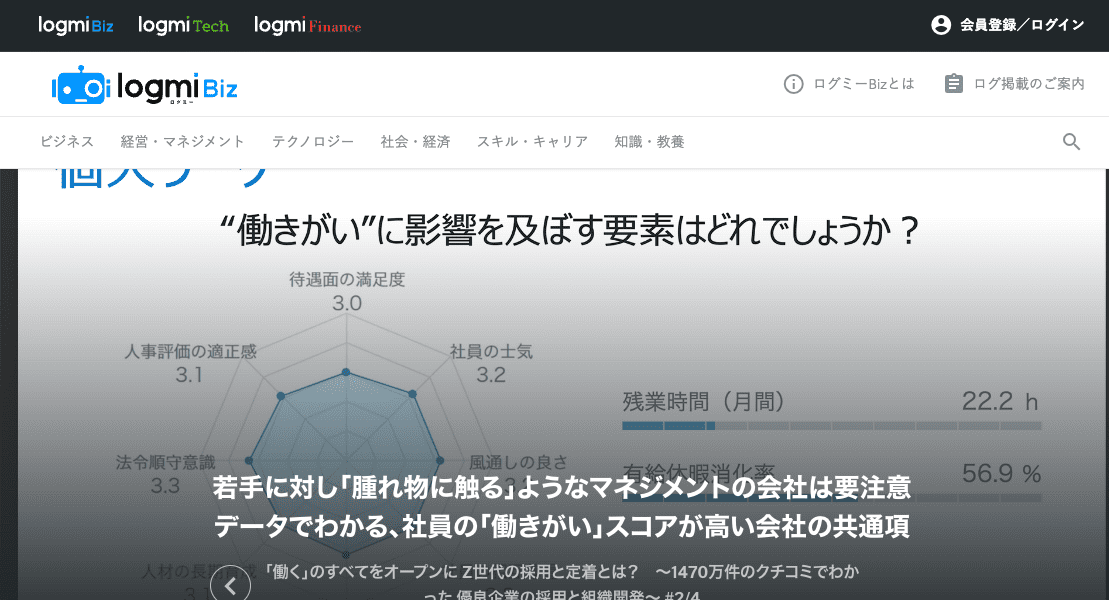 logmi Biz logmi Tech logmi Finance 会員登録／ログイン
logmi Biz ログミーBizとは ログ掲載のご案内
ログミー
ビジネス 経営・マネジメント テクノロジー 社会・経済 スキル・キャリア 知識・教養
“働きがい”に影響を及ぼす要素はどれでしょうか？
待遇面の満足度
3.0
人事評価の適正感 社員の士気
3.1 3.2
残業時間（月間） 22.2 h
法令順守意識 風通しの良さ
3.3
有給休暇消化率 56.9 %
若手に対し「腫れ物に触る」ようなマネジメントの会社は要注意
データでわかる、社員の「働きがい」スコアが高い会社の共通項
「働く」のすべてをオープンに Z世代の採用と定着とは？ ～1470万件のクチコミでわか
った 優良企業の採用と組織開発～ #2/4